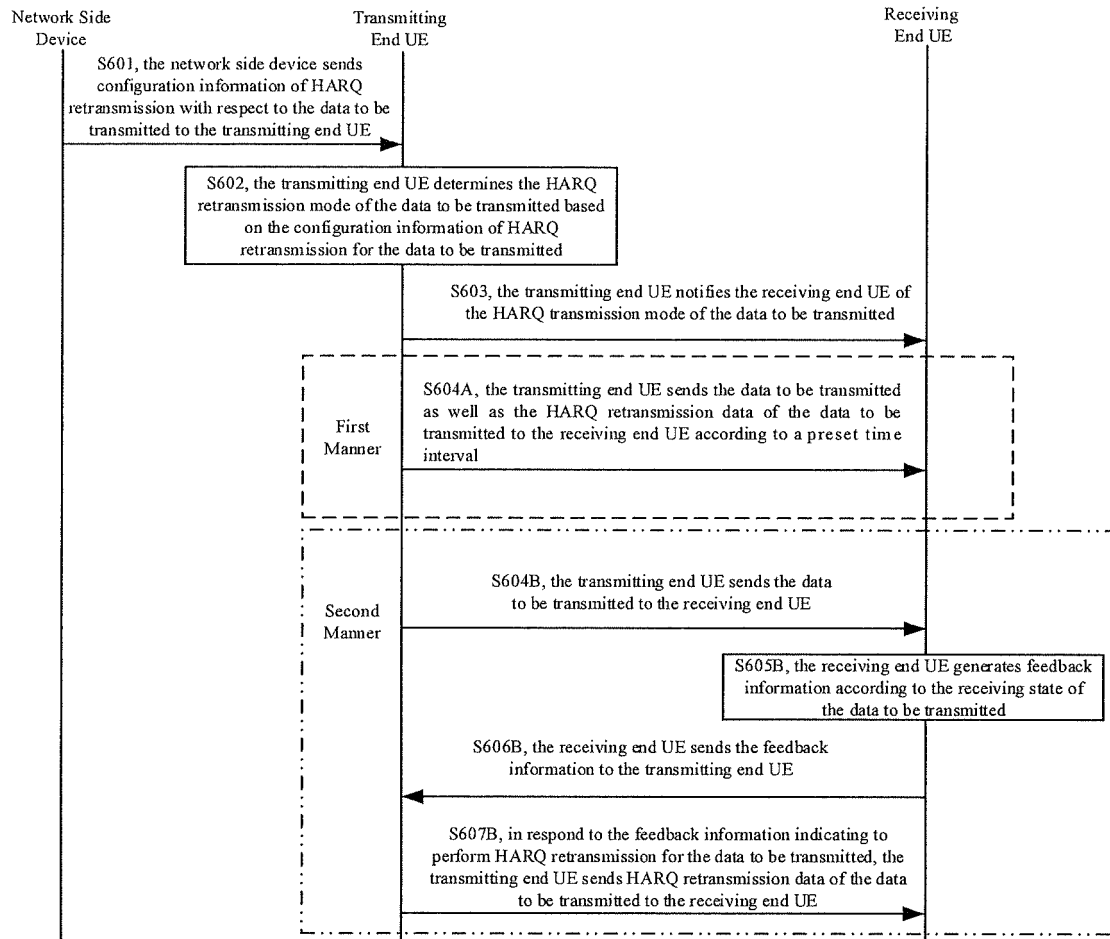 Network Side
Device
Transmitting
End UE
Receiving
End UE
S601, the network side device sends
configuration information of HARQ
retransmission with respect to the data to be
transmitted to the transmitting end UE
S602, the transmitting end UE determines the HARQ
retransmission mode of the data to be transmitted based
on the configuration information of HARQ
retransmission for the data to be transmitted
S603, the transmitting end UE notifies the receiving end UE of
the HARQ transmission mode of the data to be transmitted
First
Manner
S604A, the transmitting end UE sends the data to be transmitted
as well as the HARQ retransmission data of the data to be
transmitted to the receiving end UE according to a preset time
interval
Second
Manner
S604B, the transmitting end UE sends the data
to be transmitted to the receiving end UE
S605B, the receiving end UE generates feedback
information according to the receiving state of
the data to be transmitted
S606B, the receiving end UE sends the feedback
information to the transmitting end UE
S607B, in respond to the feedback information indicating to
perform HARQ retransmission for the data to be transmitted, the
transmitting end UE sends HARQ retransmission data of the data
to be transmitted to the receiving end UE